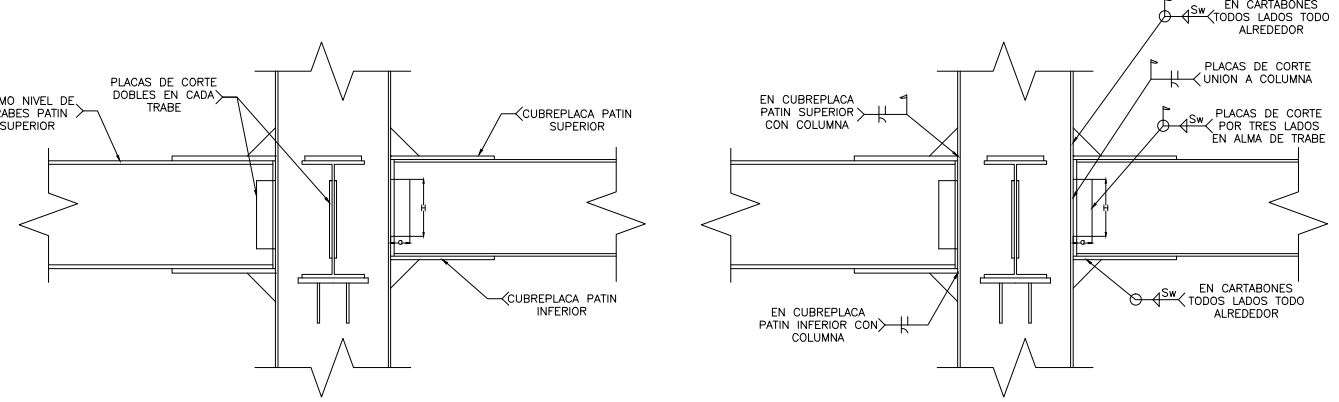 PLACAS DE CORTE
DOBLES EN CADA
TRABE
NIVEL DE
PATIN
SUPERIOR
CUBREPLACA PATIN
SUPERIOR
H
a
CUBREPLACA PATIN
INFERIOR
EN CARTABONES
TODOS LADOS TODO
ALREDEDOR
Sw
PLACAS DE CORTE
UNION A COLUMNA
EN CUBREPLACA
PATIN SUPERIOR
CON COLUMNA
PLACAS DE CORTE
POR TRES LADOS
EN ALMA DE TRABE
Sw
H
a
EN CARTABONES
TODOS LADOS TODO
ALREDEDOR
Sw
EN CUBREPLACA
PATIN INFERIOR CON
COLUMNA